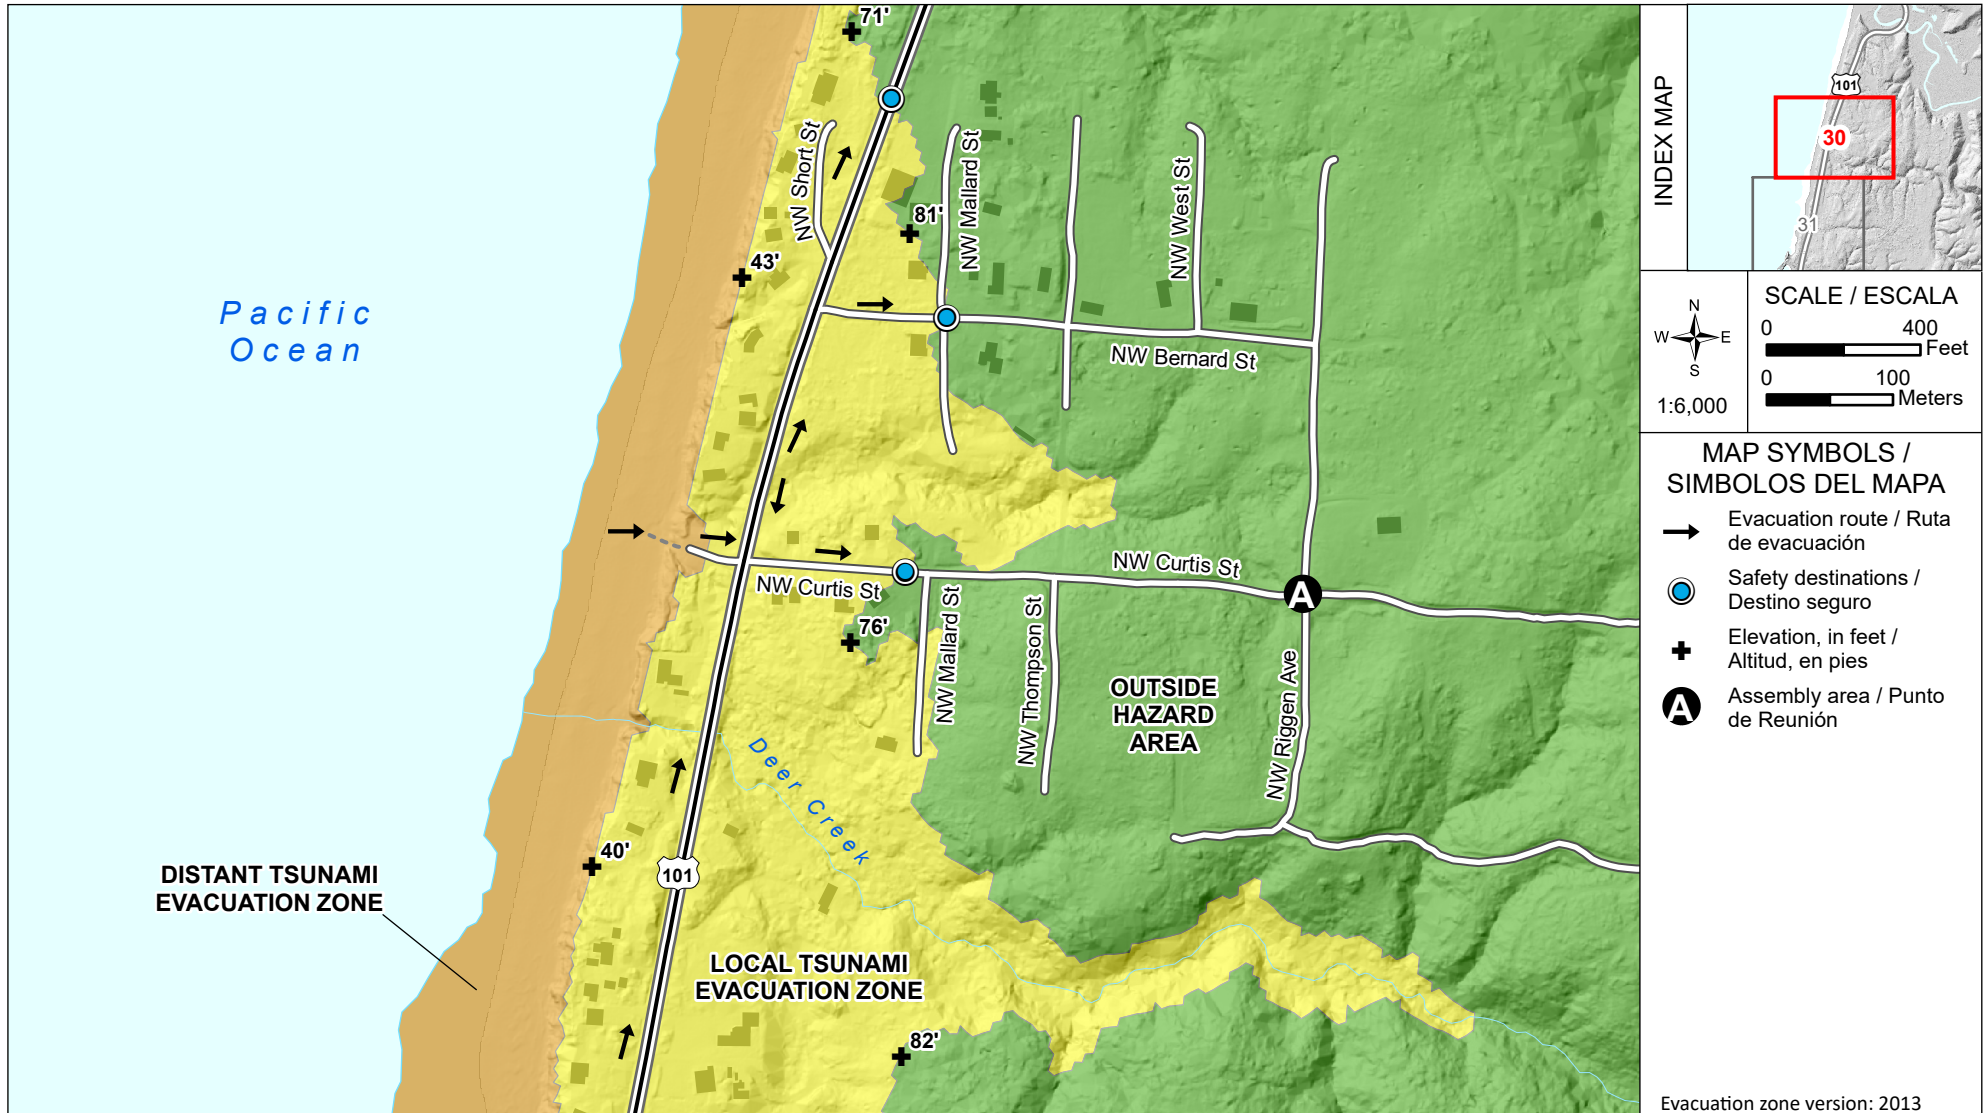 71'
NW Short St
NW Mallard St
NW West St
81'
43'
Pacific
Ocean
NW Bernard St
NW Curtis St
NW Curtis St
76'
NW Mallard St
NW Thompson St
NW Riggen Ave
OUTSIDE
HAZARD
AREA
Deer Creek
40'
101
DISTANT TSUNAMI
EVACUATION ZONE
LOCAL TSUNAMI
EVACUATION ZONE
82'
A
INDEX MAP
101
30
31
N
W E
S
1:6,000
SCALE / ESCALA
0 400
Feet
0 100
Meters
MAP SYMBOLS /
SIMBOLOS DEL MAPA
Evacuation route / Ruta
de evacuación
Safety destinations /
Destino seguro
Elevation, in feet /
Altitud, en pies
A
Assembly area / Punto
de Reunión
Evacuation zone version: 2013